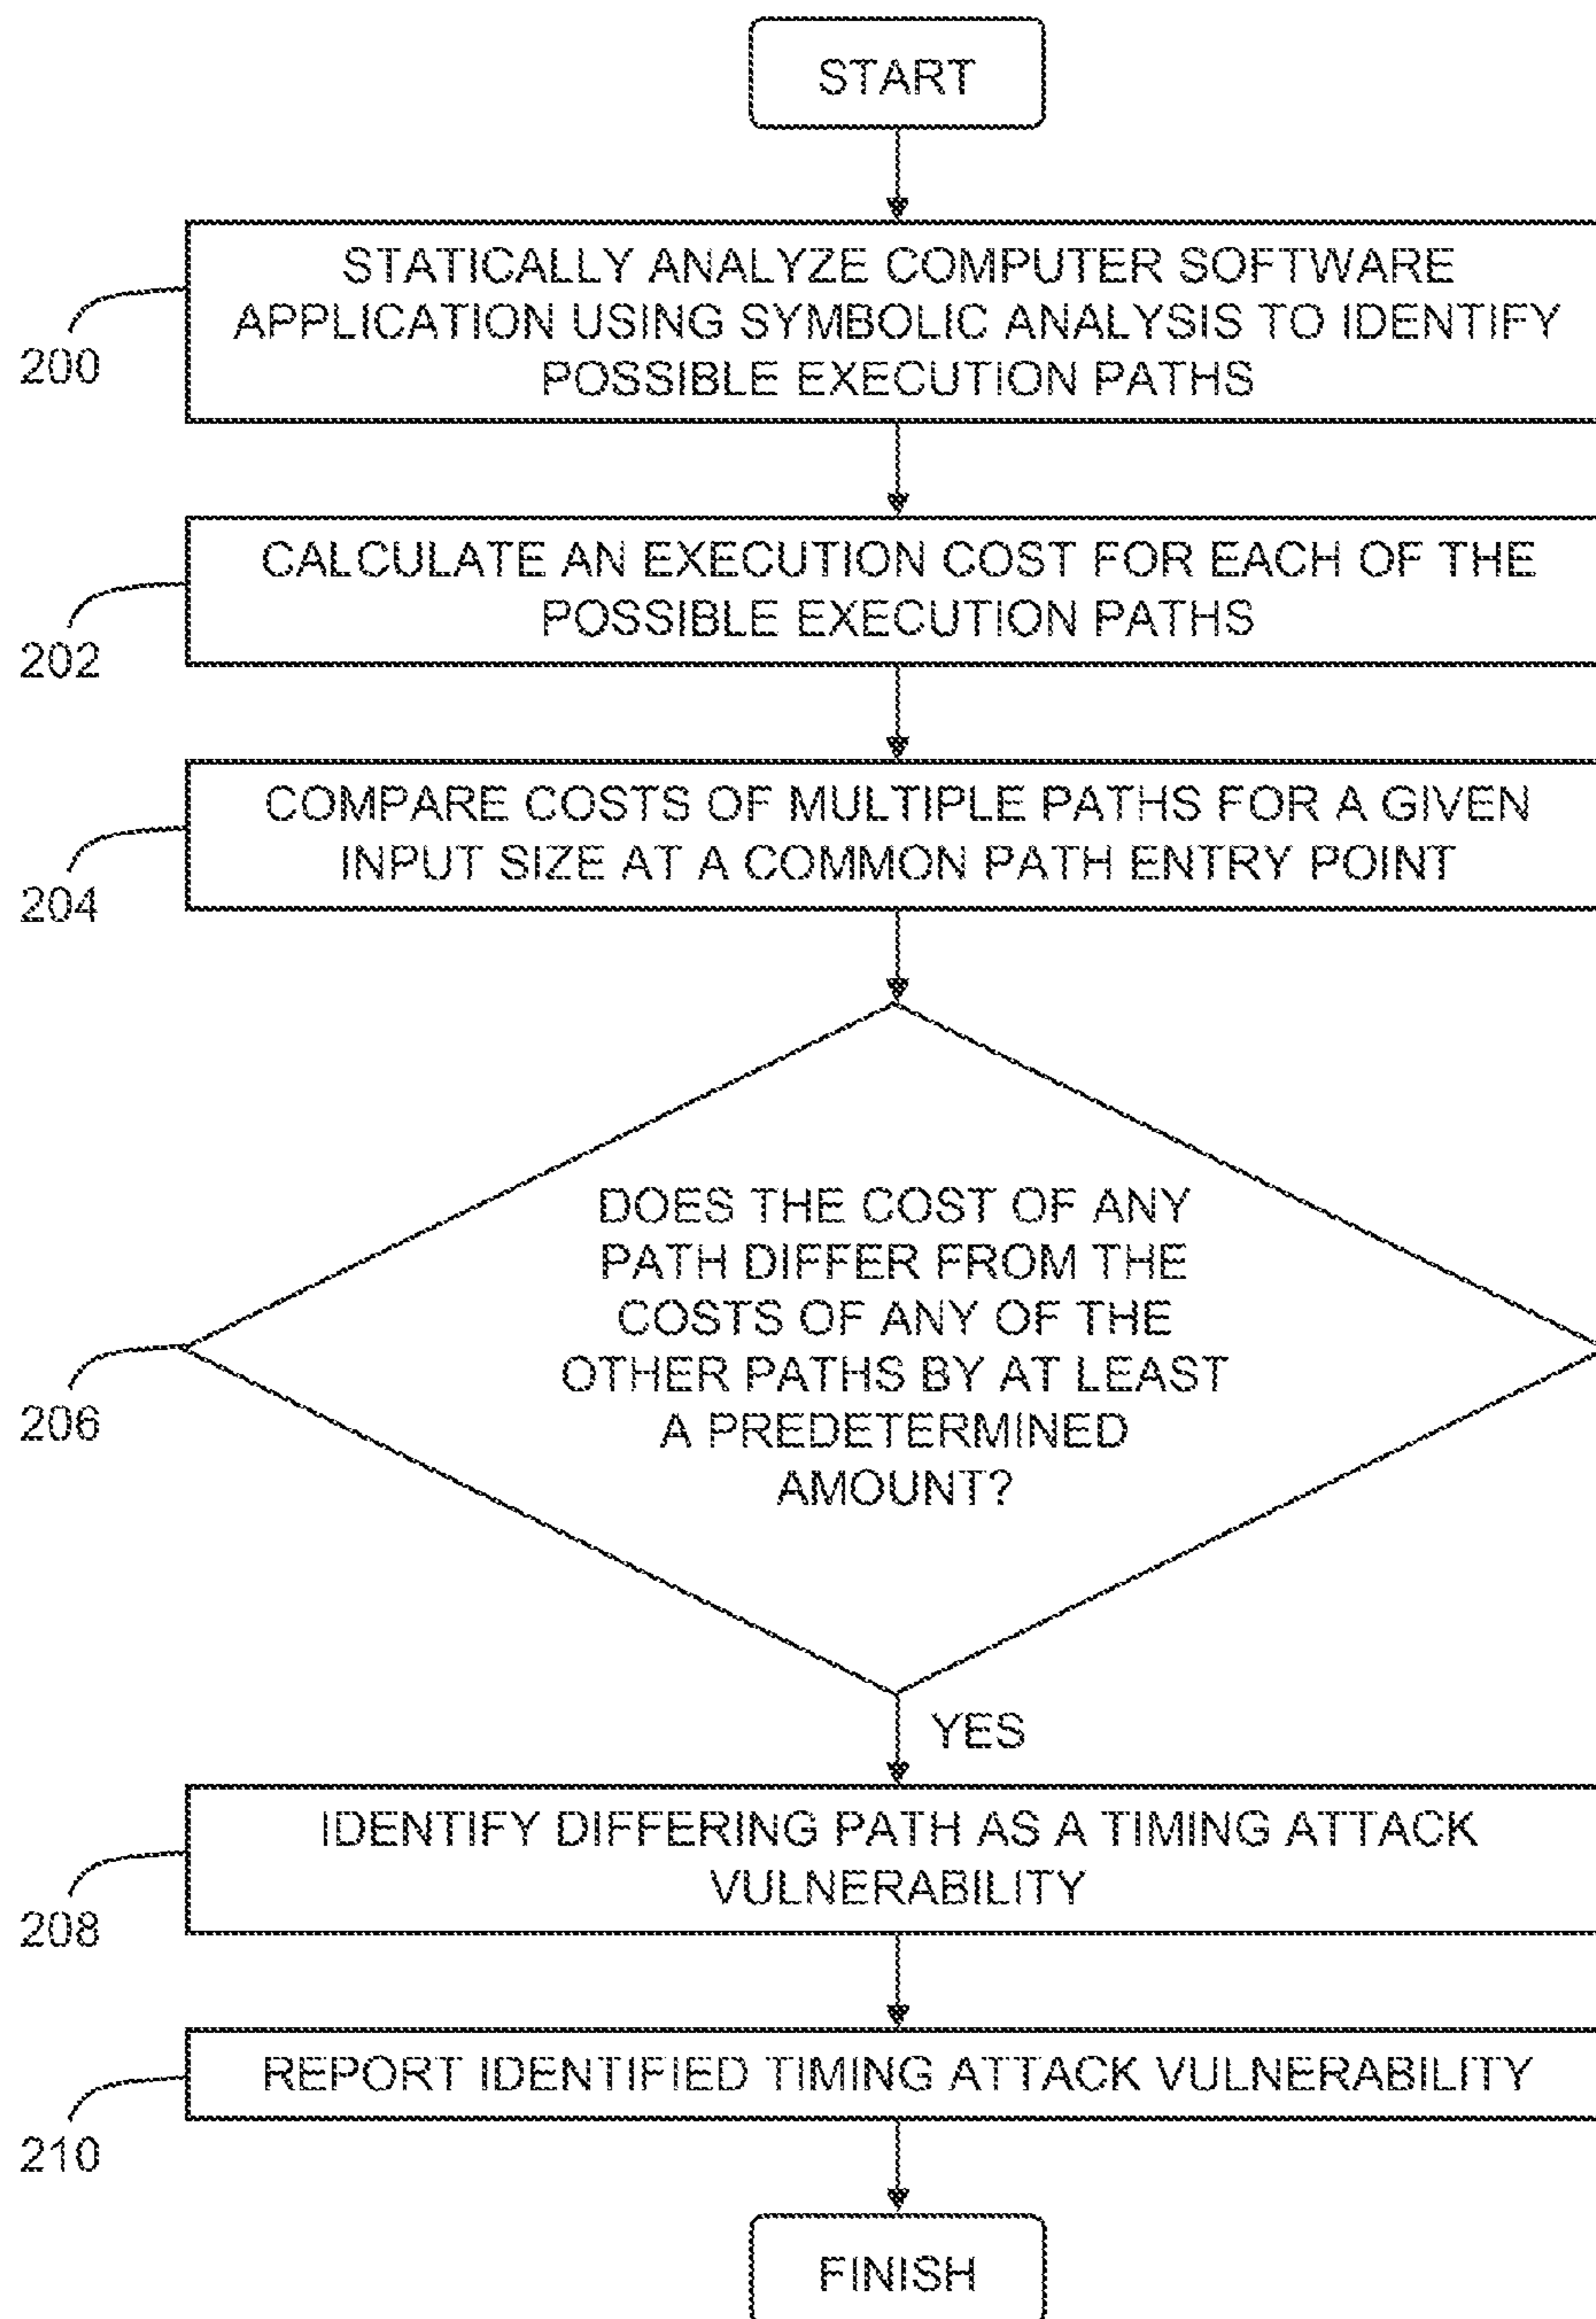 START
STATICALLY ANALYZE COMPUTER SOFTWARE
APPLICATION USING SYMBOLIC ANALYSIS TO IDENTIFY
POSSIBLE EXECUTION PATHS
200
CALCULATE AN EXECUTION COST FOR EACH OF THE
POSSIBLE EXECUTION PATHS
202
COMPARE COSTS OF MULTIPLE PATHS FOR A GIVEN
INPUT SIZE AT A COMMON PATH ENTRY POINT
204
DOES THE COST OF ANY
PATH DIFFER FROM THE
COSTS OF ANY OF THE
OTHER PATHS BY AT LEAST
A PREDETERMINED
AMOUNT?
206
YES
IDENTIFY DIFFERING PATH AS A TIMING ATTACK
VULNERABILITY
208
REPORT IDENTIFIED TIMING ATTACK VULNERABILITY
210
FINISH